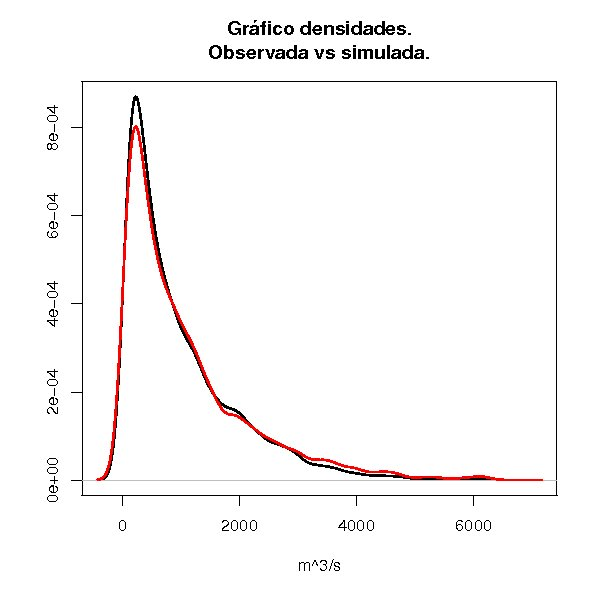 Gráfico densidades.
Observada vs simulada.
8e−04
6e−04
4e−04
2e−04
0e+00
0 2000 4000 6000
m^3/s